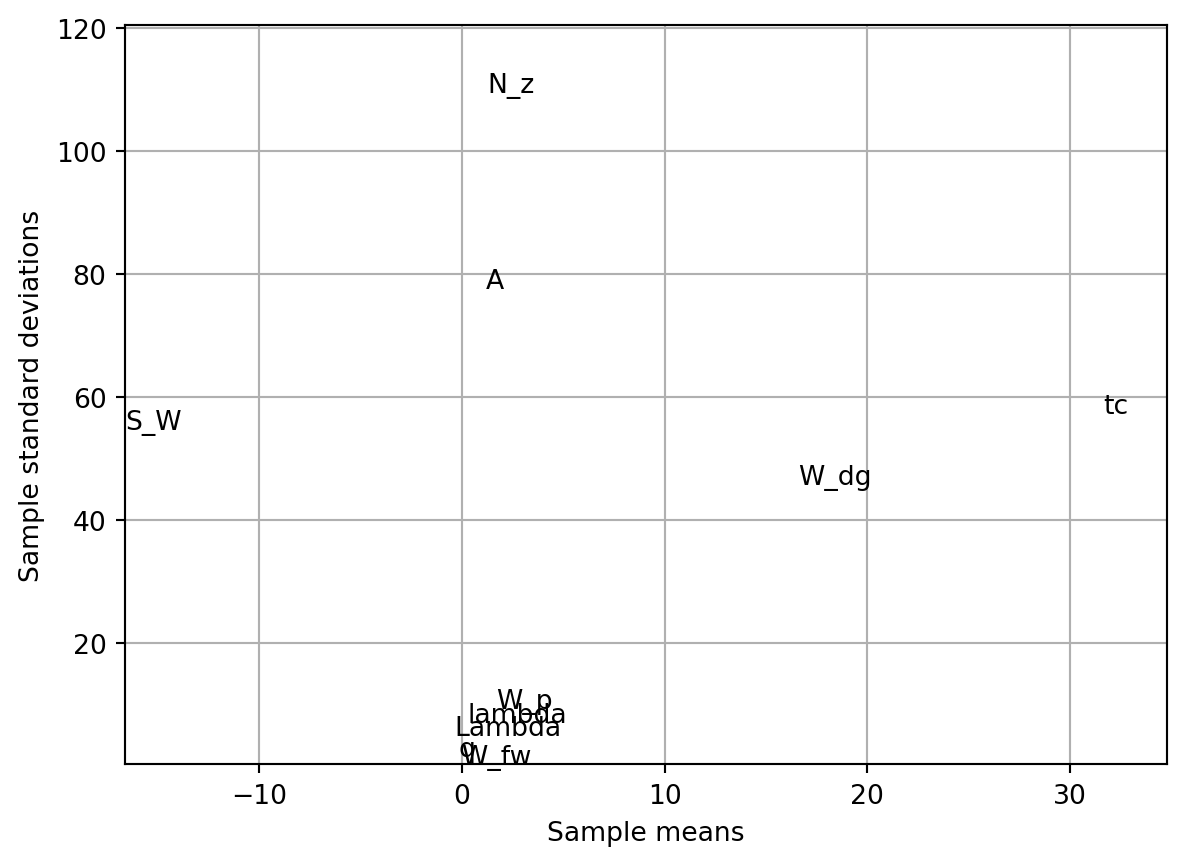 120
N_z
100
A
80
60
tc
S_W
W_dg
40
20
W_p
lambda
Lambda
q
W_fw
−10
0
10
20
30
Sample means
Sample standard deviations